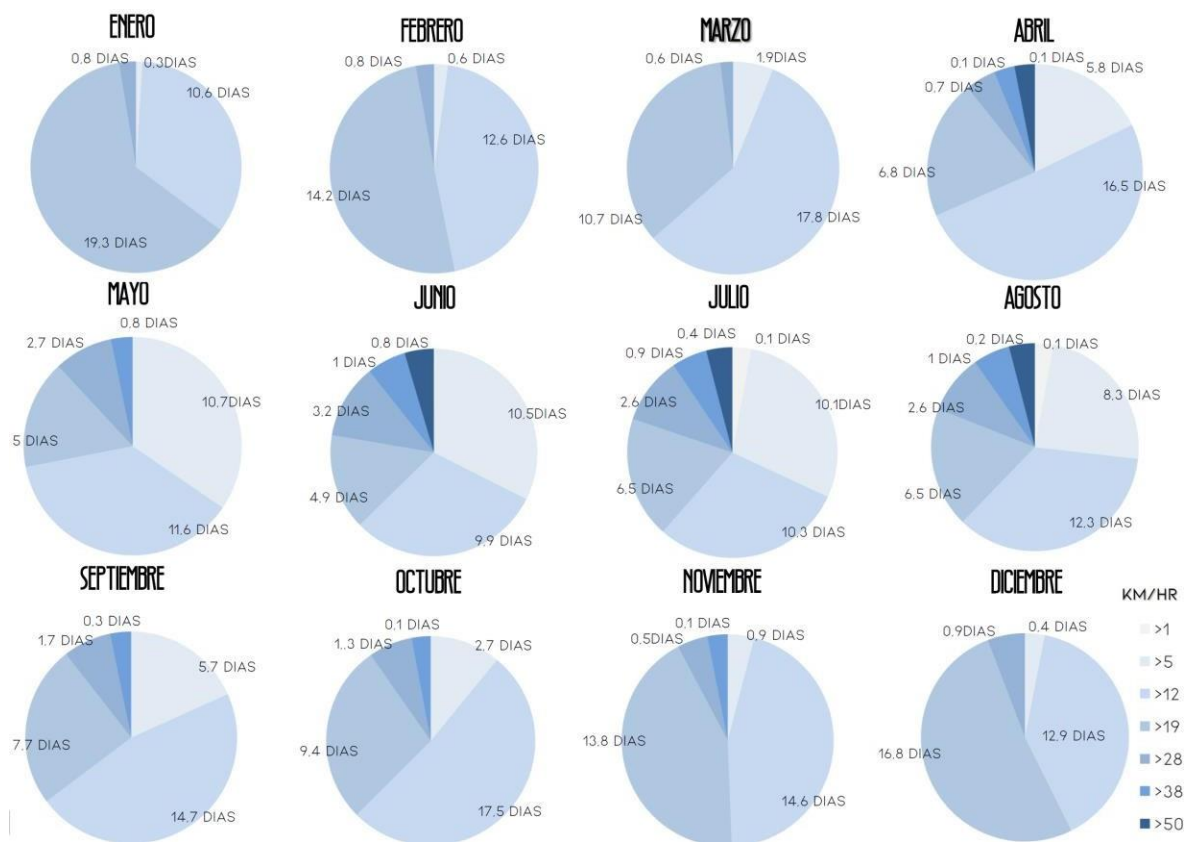 ENERO
0.8 DIAS
0.3DIAS
10.6 DIAS
19.3 DIAS
FEBRERO
0.8 DIAS
0.6 DIAS
12.6 DIAS
14.2 DIAS
MARZO
0.6 DIAS
1.9DIAS
17.8 DIAS
10.7 DIAS
ABRIL
0.1 DIAS
0.1 DIAS
5.8 DIAS
0.7 DIAS
6.8 DIAS
16.5 DIAS
MAYO
0.8 DIAS
2.7 DIAS
10.7DIAS
5 DIAS
11.6 DIAS
JUNIO
0.8 DIAS
1 DIAS
3.2 DIAS
10.5DIAS
4.9 DIAS
9.9 DIAS
JULIO
0.4 DIAS
0.1 DIAS
0.9 DIAS
2.6 DIAS
10.1DIAS
6.5 DIAS
10.3 DIAS
AGOSTO
0.2 DIAS
0.1 DIAS
1 DIAS
8.3 DIAS
2.6 DIAS
6.5 DIAS
12.3 DIAS
SEPTIEMBRE
0.3 DIAS
1.7 DIAS
5.7 DIAS
7.7 DIAS
14.7 DIAS
OCTUBRE
0.1 DIAS
1.3 DIAS
2.7 DIAS
9.4 DIAS
17.5 DIAS
NOVIEMBRE
0.1 DIAS
0.5DIAS
0.9 DIAS
13.8 DIAS
14.6 DIAS
DICIEMBRE
0.9DIAS
0.4 DIAS
12.9 DIAS
16.8 DIAS
KM/HR
>1
>5
>12
>19
>28
>38
>50